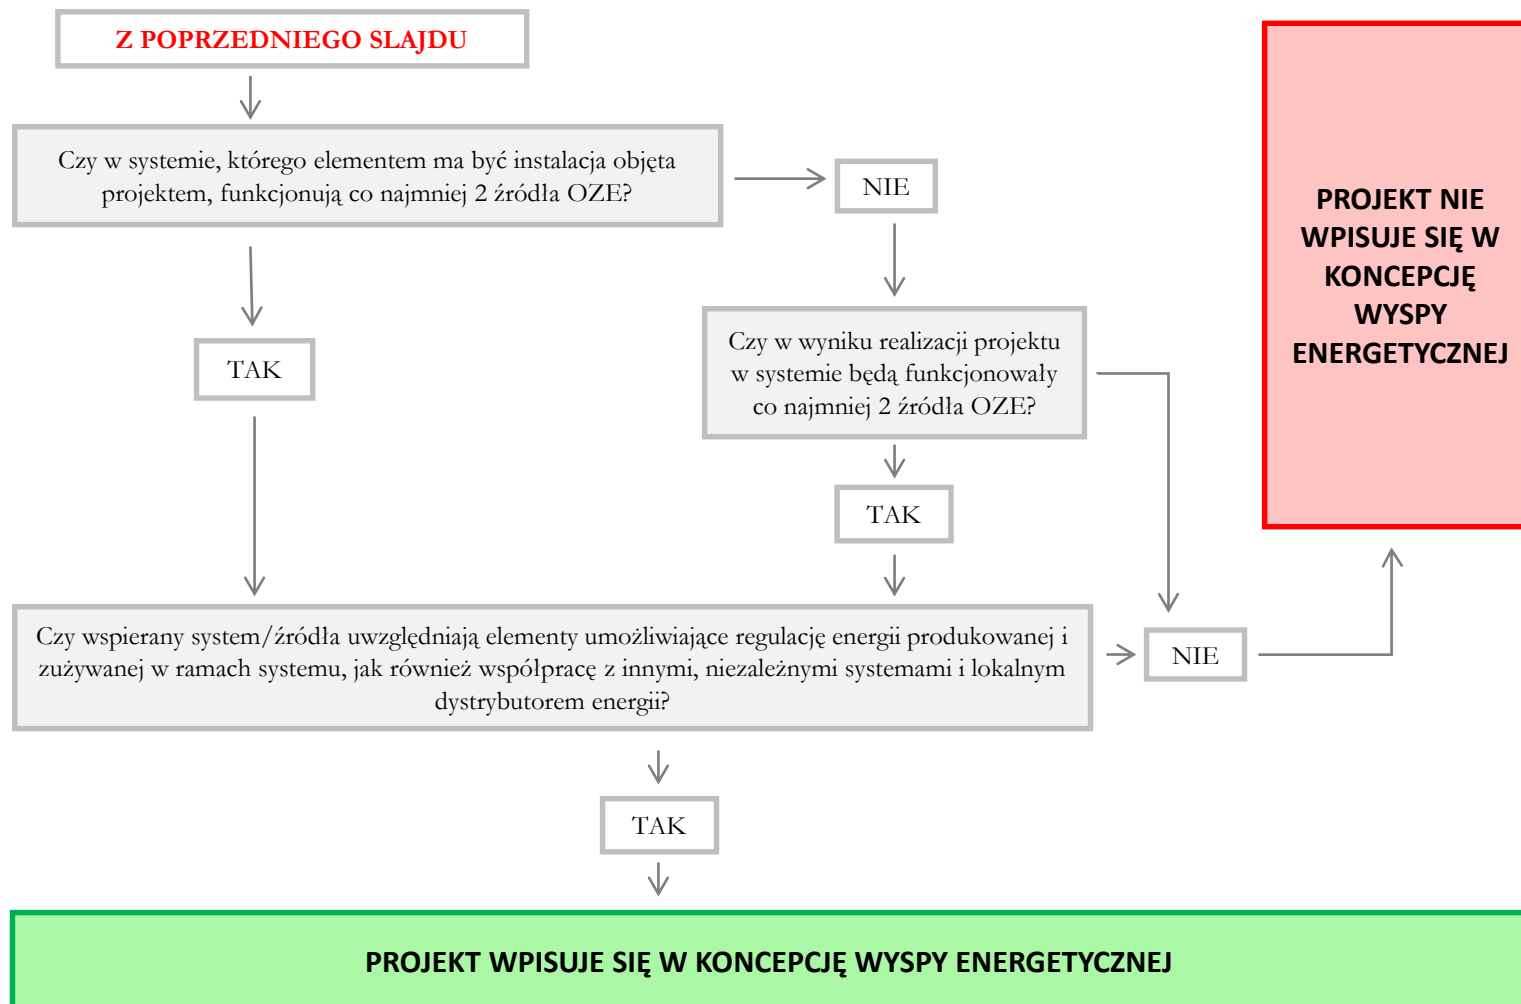 Z POPRZEDNIEGO SLAJDU
Czy w systemie, którego elementem ma być instalacja objęta
projektem, funkcjonują co najmniej 2 źródła OZE?
NIE
PROJEKT NIE
WPISUJE SIĘ W
KONCEPCJĘ
WYSPY
ENERGETYCZNEJ
TAK
Czy w wyniku realizacji projektu
w systemie będą funkcjonowały
co najmniej 2 źródła OZE?
TAK
Czy wspierany system/źródła uwzględniają elementy umożliwiające regulację energii produkowanej i
zużywanej w ramach systemu, jak również współpracę z innymi, niezależnymi systemami i lokalnym
dystrybutorem energii?
NIE
TAK
PROJEKT WPISUJE SIĘ W KONCEPCJĘ WYSPY ENERGETYCZNEJ